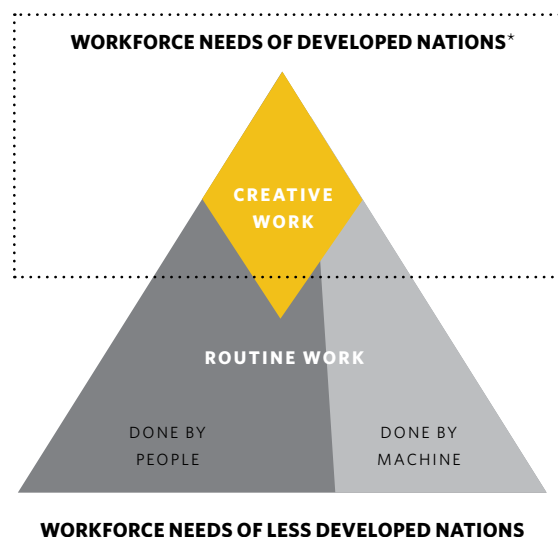 WORKFORCE NEEDS OF DEVELOPED NATIONS*
CREATIVE
WORK
ROUTINE WORK
DONE BY
PEOPLE
DONE BY
MACHINE
WORKFORCE NEEDS OF LESS DEVELOPED NATIONS